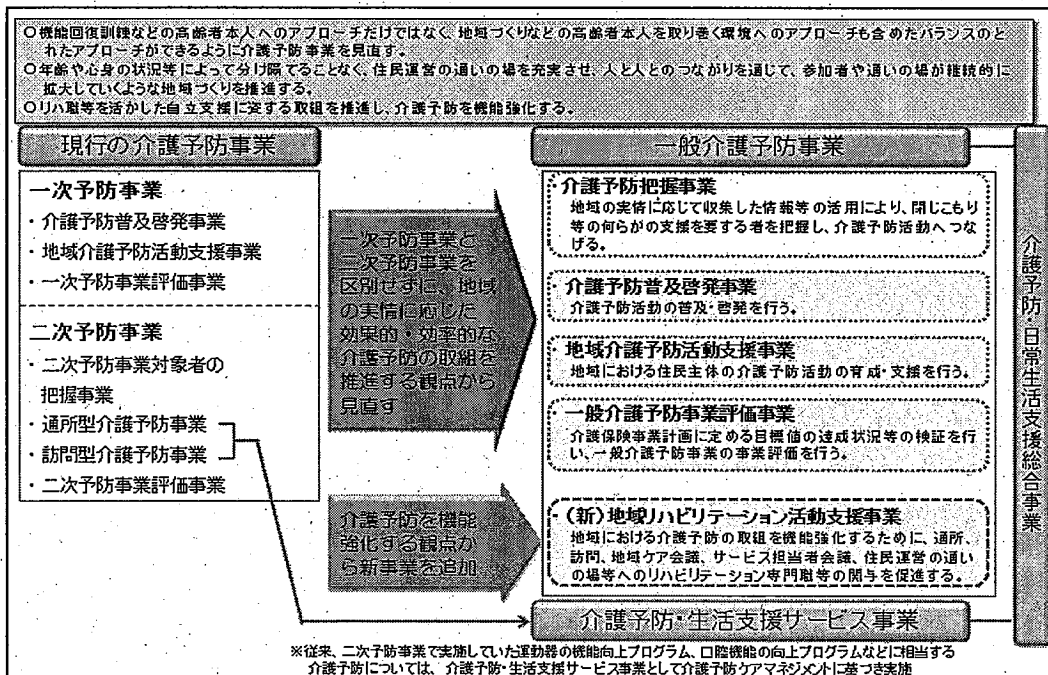 ○機能回復訓練などの高齢者本人へのアプローチだけではなく、地域づくりなどの高齢者本人を取り巻く環境へのアプローチも含めたバランスのと
れたアプローチができるように介護予防事業を見直す。
○年齢や心身の状況等によって分け隔てることなく、住民運営の通いの場を充実させ、人と人とのつながりを通じて、参加者や通いの場が継続的に
拡大していくような地域づくりを推進する。
○リハ職等を活かした自立支援に資する取組を推進し、介護予防を機能強化する。
現行の介護予防事業
一次予防事業
・介護予防普及啓発事業
・地域介護予防活動支援事業
・一次予防事業評価事業
二次予防事業
・二次予防事業対象者の
把握事業
・通所型介護予防事業
・訪問型介護予防事業
・二次予防事業評価事業
一次予防事業と
二次予防事業を
区別せずに、地域
の実情に応じた
効果的・効率的な
介護予防の取組を
推進する観点から
見直す
介護予防を機能
強化する観点か
ら新事業を追加
一般介護予防事業
・介護予防把握事業
地域の実情に応じて収集した情報等の活用により、閉じこもり
等の何らかの支援を要する者を把握し、介護予防活動へつな
げる。
・介護予防普及啓発事業
介護予防活動の普及・啓発を行う。
・地域介護予防活動支援事業
地域における住民主体の介護予防活動の育成・支援を行う。
・一般介護予防事業評価事業
介護保険事業計画に定める目標値の達成状況等の検証を行
い、一般介護予防事業の事業評価を行う。
・（新）地域リハビリテーション活動支援事業
地域における介護予防の取組を機能強化するために、通所、
訪問、地域ケア会議、サービス担当者会議、住民運営の通い
の場等へのリハビリテーション専門職等の関与を促進する。
介護予防・生活支援サービス事業
介護予防・日常生活支援総合事業
※従来、二次予防事業で実施していた運動器の機能向上プログラム、口腔機能の向上プログラムなどに相当する
介護予防については、介護予防・生活支援サービス事業として介護予防ケアマネジメントに基づき実施